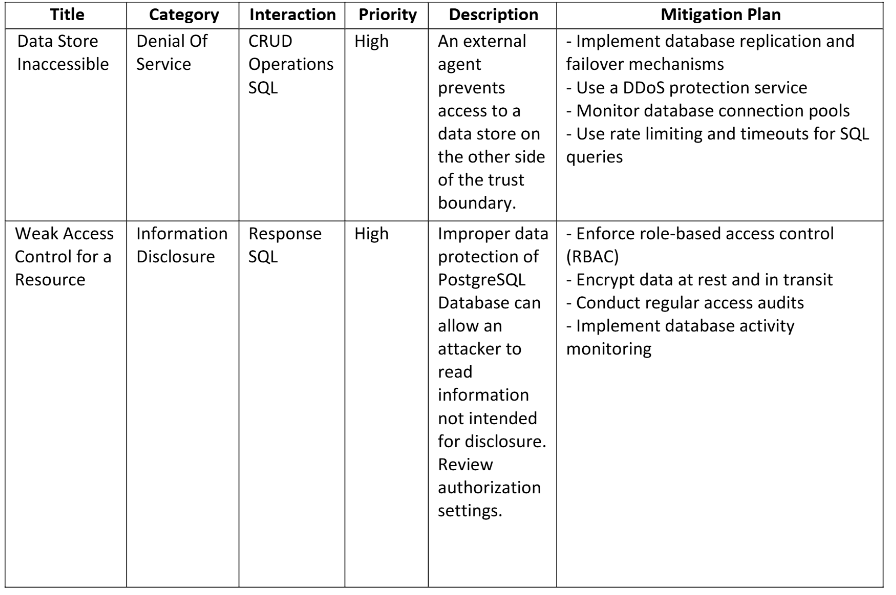 Title Category Interaction Priority Description Mitigation Plan
Data Store
Inaccessible
Denial Of
Service
CRUD
Operations
SQL
High
An external
agent
prevents
access to a
data store on
the other side
of the trust
boundary.
- Implement database replication and
failover mechanisms
- Use a DDoS protection service
- Monitor database connection pools
- Use rate limiting and timeouts for SQL
queries
Weak Access
Control for a
Resource
Information
Disclosure
Response
SQL
High
Improper data
protection of
PostgreSQL
Database can
allow an
attacker to
read
information
not intended
for disclosure.
Review
authorization
settings.
- Enforce role-based access control
(RBAC)
- Encrypt data at rest and in transit
- Conduct regular access audits
- Implement database activity
monitoring